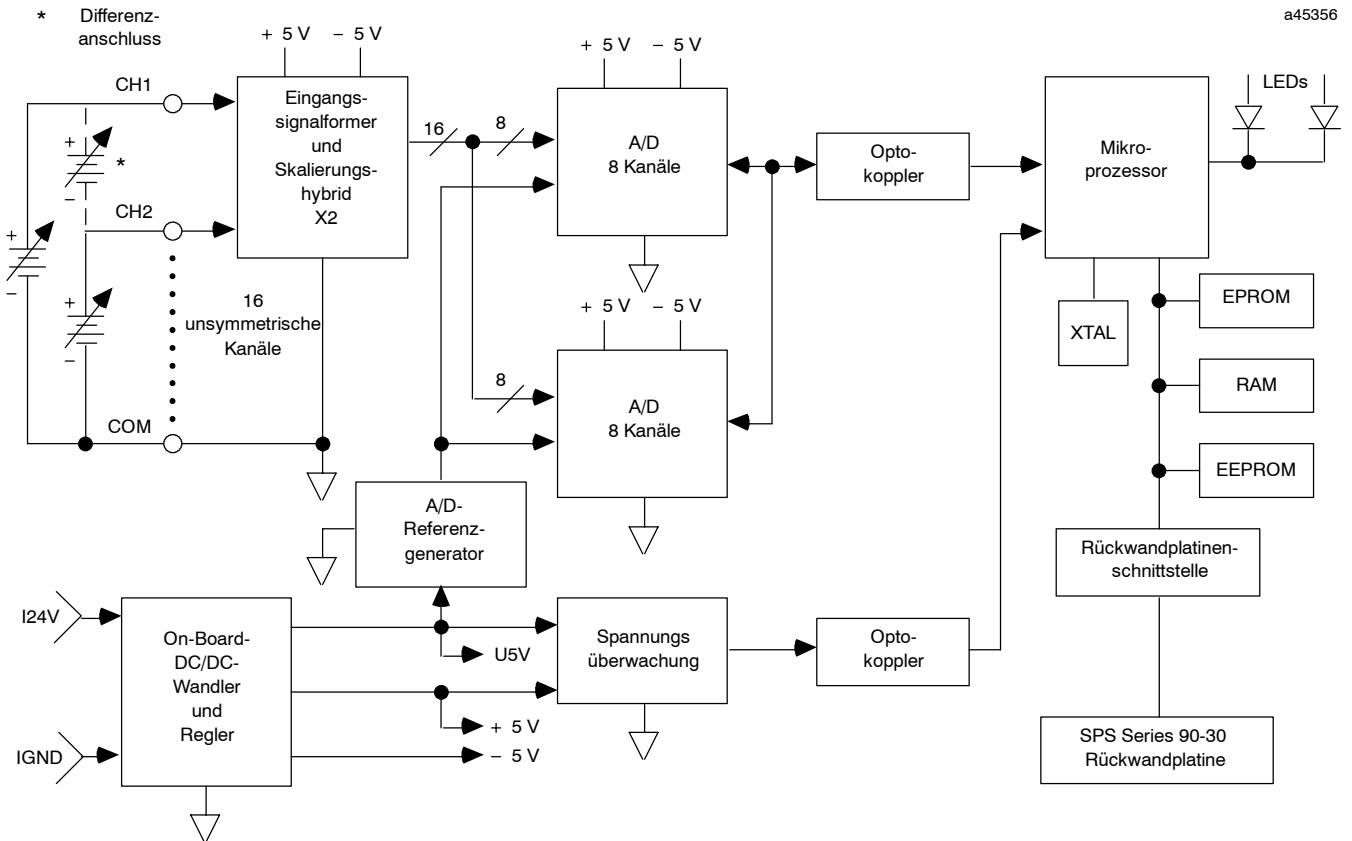 * Differenz-
anschluss
a45356
+ 5 V – 5 V
+ 5 V – 5 V
CH1
Eingangs-
signalformer
und
Skalierungs-
hybrid
X2
16
8
A/D
8 Kanäle
Opto-
koppler
Mikro-
prozessor
LEDs
+
*
–
CH2
+
–
+
–
16
unsymmetrische
Kanäle
COM
+ 5 V – 5 V
8
A/D
8 Kanäle
XTAL
EPROM
RAM
EEPROM
A/D-
Referenz-
generator
Rückwandplatinen-
schnittstelle
I24V
IGND
On-Board-
DC/DC-
Wandler
und
Regler
U5V
+ 5 V
– 5 V
Spannungs
überwachung
Opto-
koppler
SPS Series 90-30
Rückwandplatine